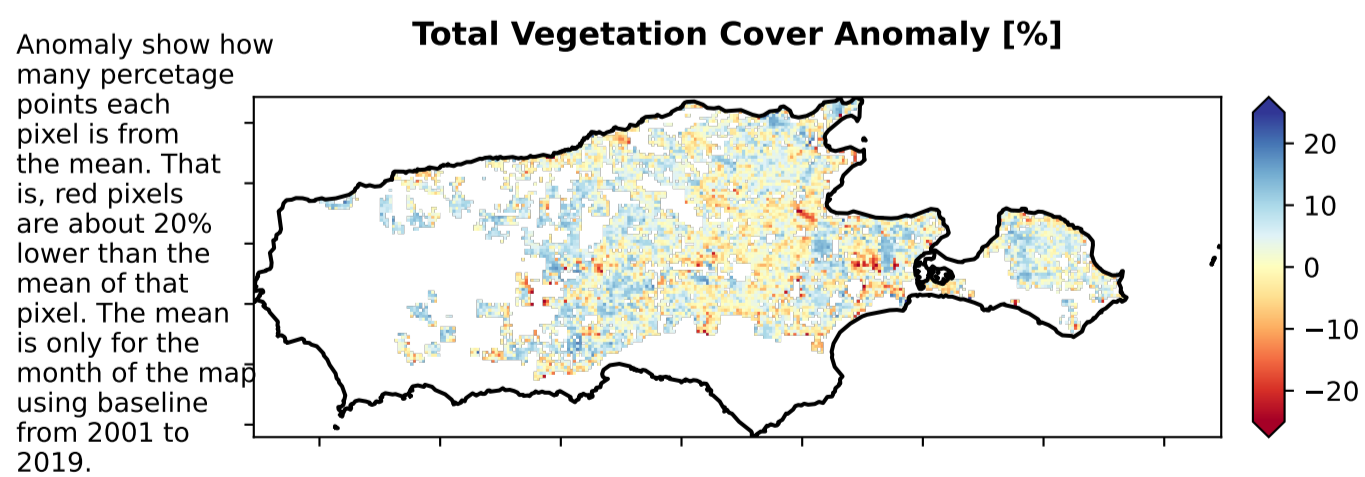 Total Vegetation Cover Anomaly [%]
Anomaly show how
many percetage
points each
pixel is from
the mean. That
is, red pixels
are about 20%
lower than the
mean of that
pixel. The mean
is only for the
month of the map
using baseline
from 2001 to
2019.
20
10
0
−10
−20